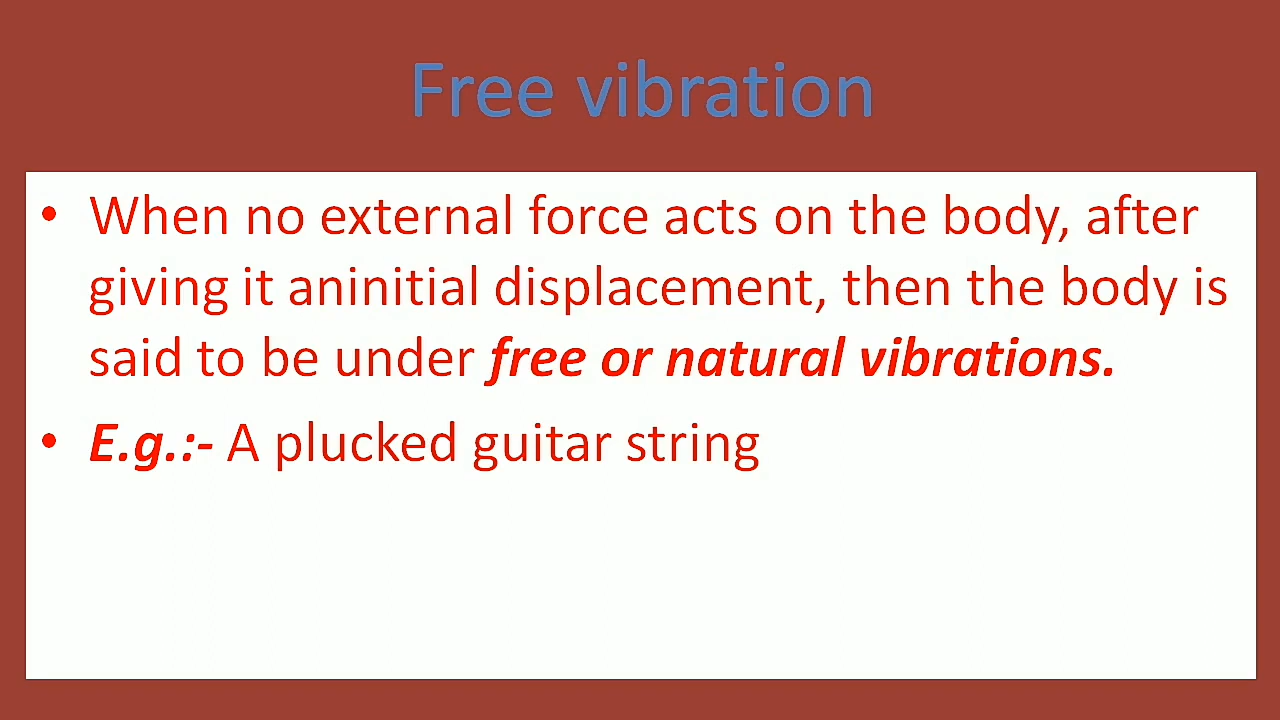 Free vibration
• When no external force acts on the body, after
giving it aninitial displacement, then the body is
said to be under free or natural vibrations.
• E.g.:- A plucked guitar string